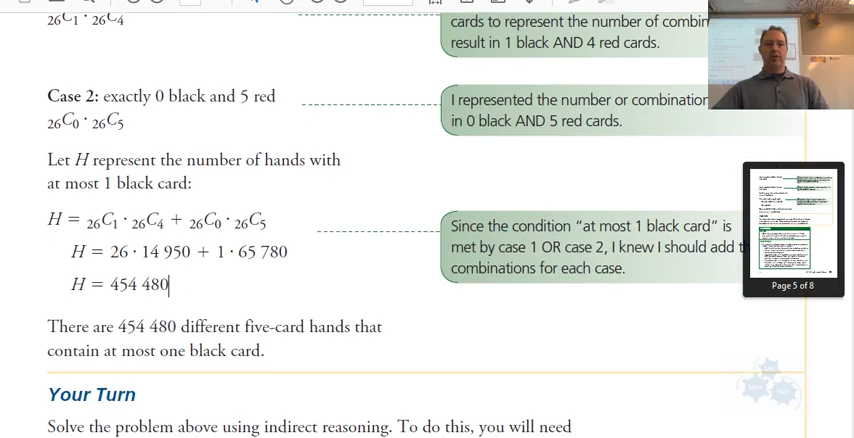 ₂₆C₁ · ₂₆C₄
cards to represent the number of combin
result in 1 black AND 4 red cards.
Case 2: exactly 0 black and 5 red
₂₆C₀ · ₂₆C₅
I represented the number or combination
in 0 black AND 5 red cards.
Let H represent the number of hands with
at most 1 black card:
H = ₂₆C₁ · ₂₆C₄ + ₂₆C₀ · ₂₆C₅
H = 26 · 14 950 + 1 · 65 780
H = 454 480
Since the condition “at most 1 black card” is
met by case 1 OR case 2, I knew I should add th
combinations for each case.
There are 454 480 different five-card hands that
contain at most one black card.
Page 5 of 8
Your Turn
Solve the problem above using indirect reasoning. To do this, you will need